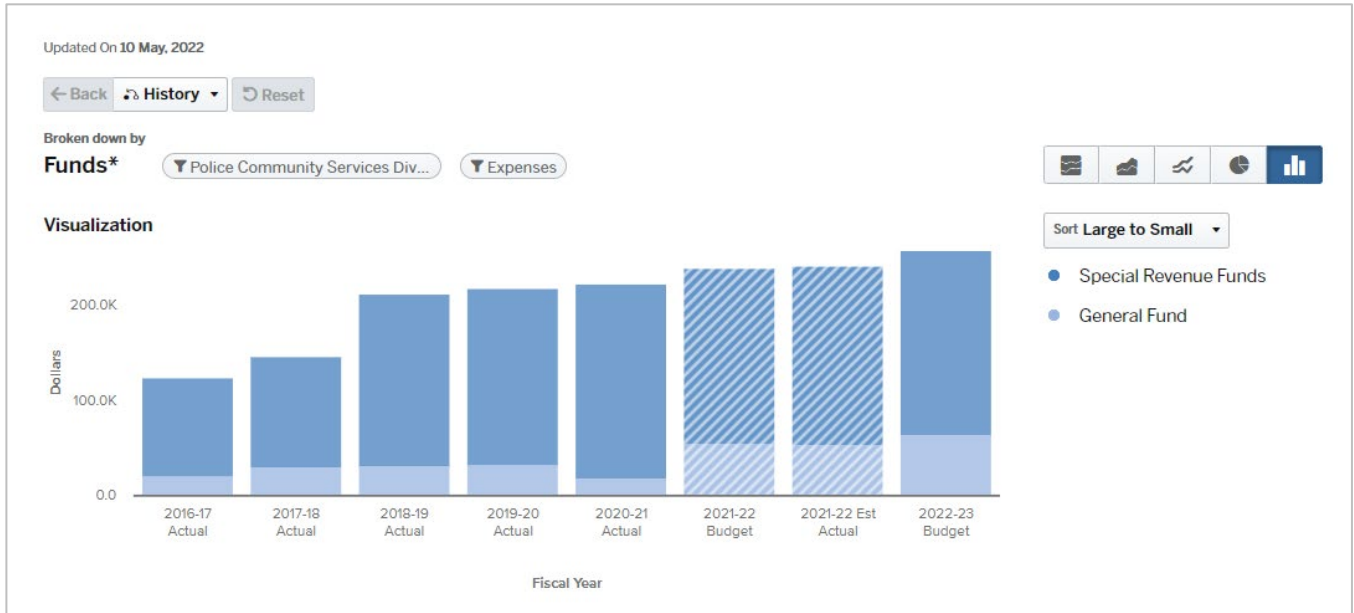 Updated On 10 May, 2022
Back History Reset
Broken down by
Funds* Police Community Services Div... Expenses
Visualization
Sort Large to Small
Special Revenue Funds
General Fund
200.0K
100.0K
0.0
Dollars
2016-17 Actual
2017-18 Actual
2018-19 Actual
2019-20 Actual
2020-21 Actual
2021-22 Budget
2021-22 Est Actual
2022-23 Budget
Fiscal Year